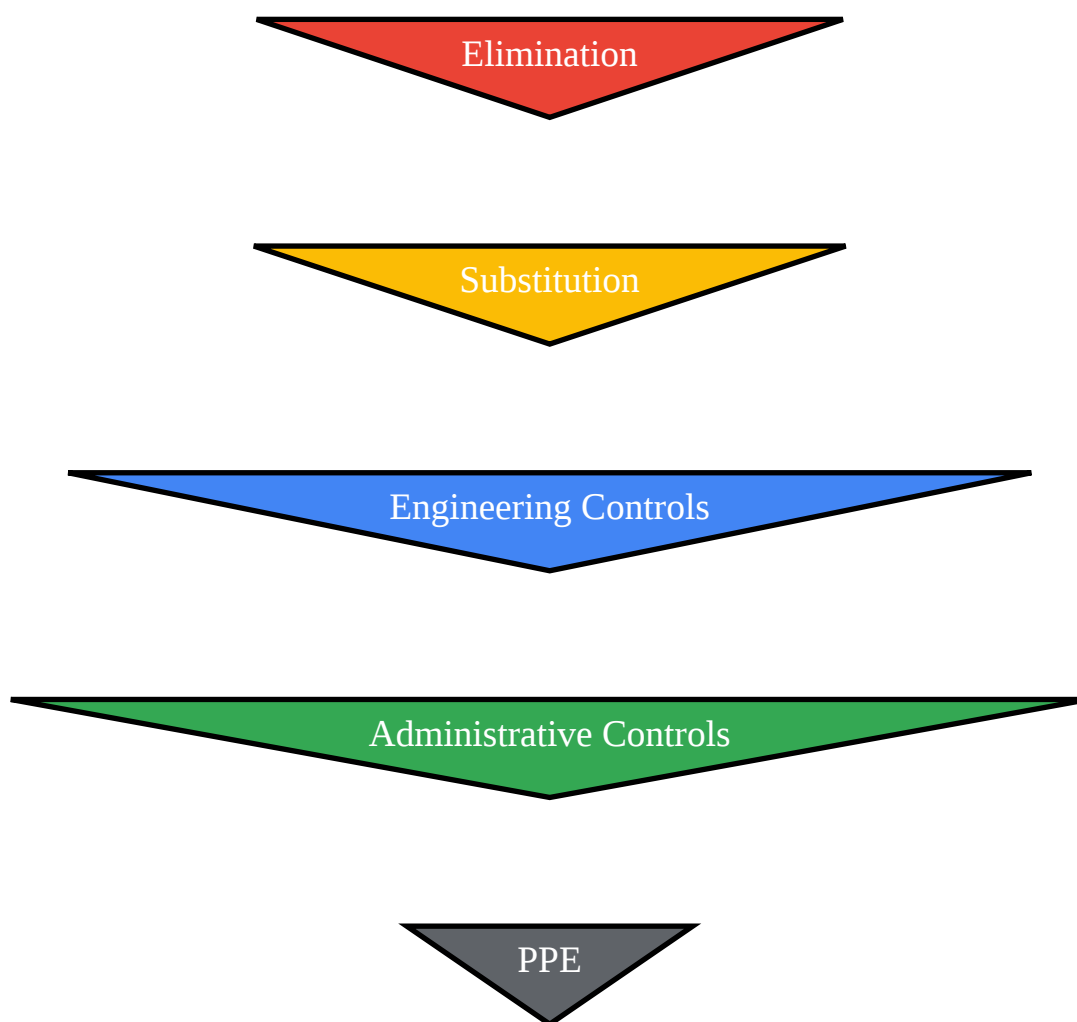 Elimination
Substitution
Engineering Controls
Administrative Controls
PPE